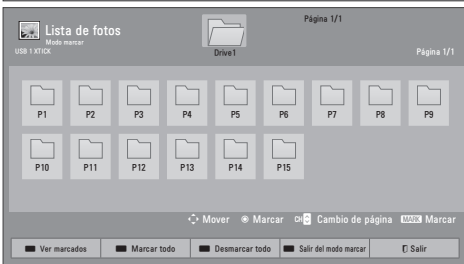 Lista de fotos
Modo marcar
USB 1 XTICK
Drive1
Página 1/1
Página 1/1
P1 P2 P3 P4 P5 P6 P7 P8 P9
P10 P11 P12 P13 P14 P15
Mover Marcar CH Cambio de página MARK Marcar
Ver marcados Marcar todo Desmarcar todo Salir del modo marcar Salir